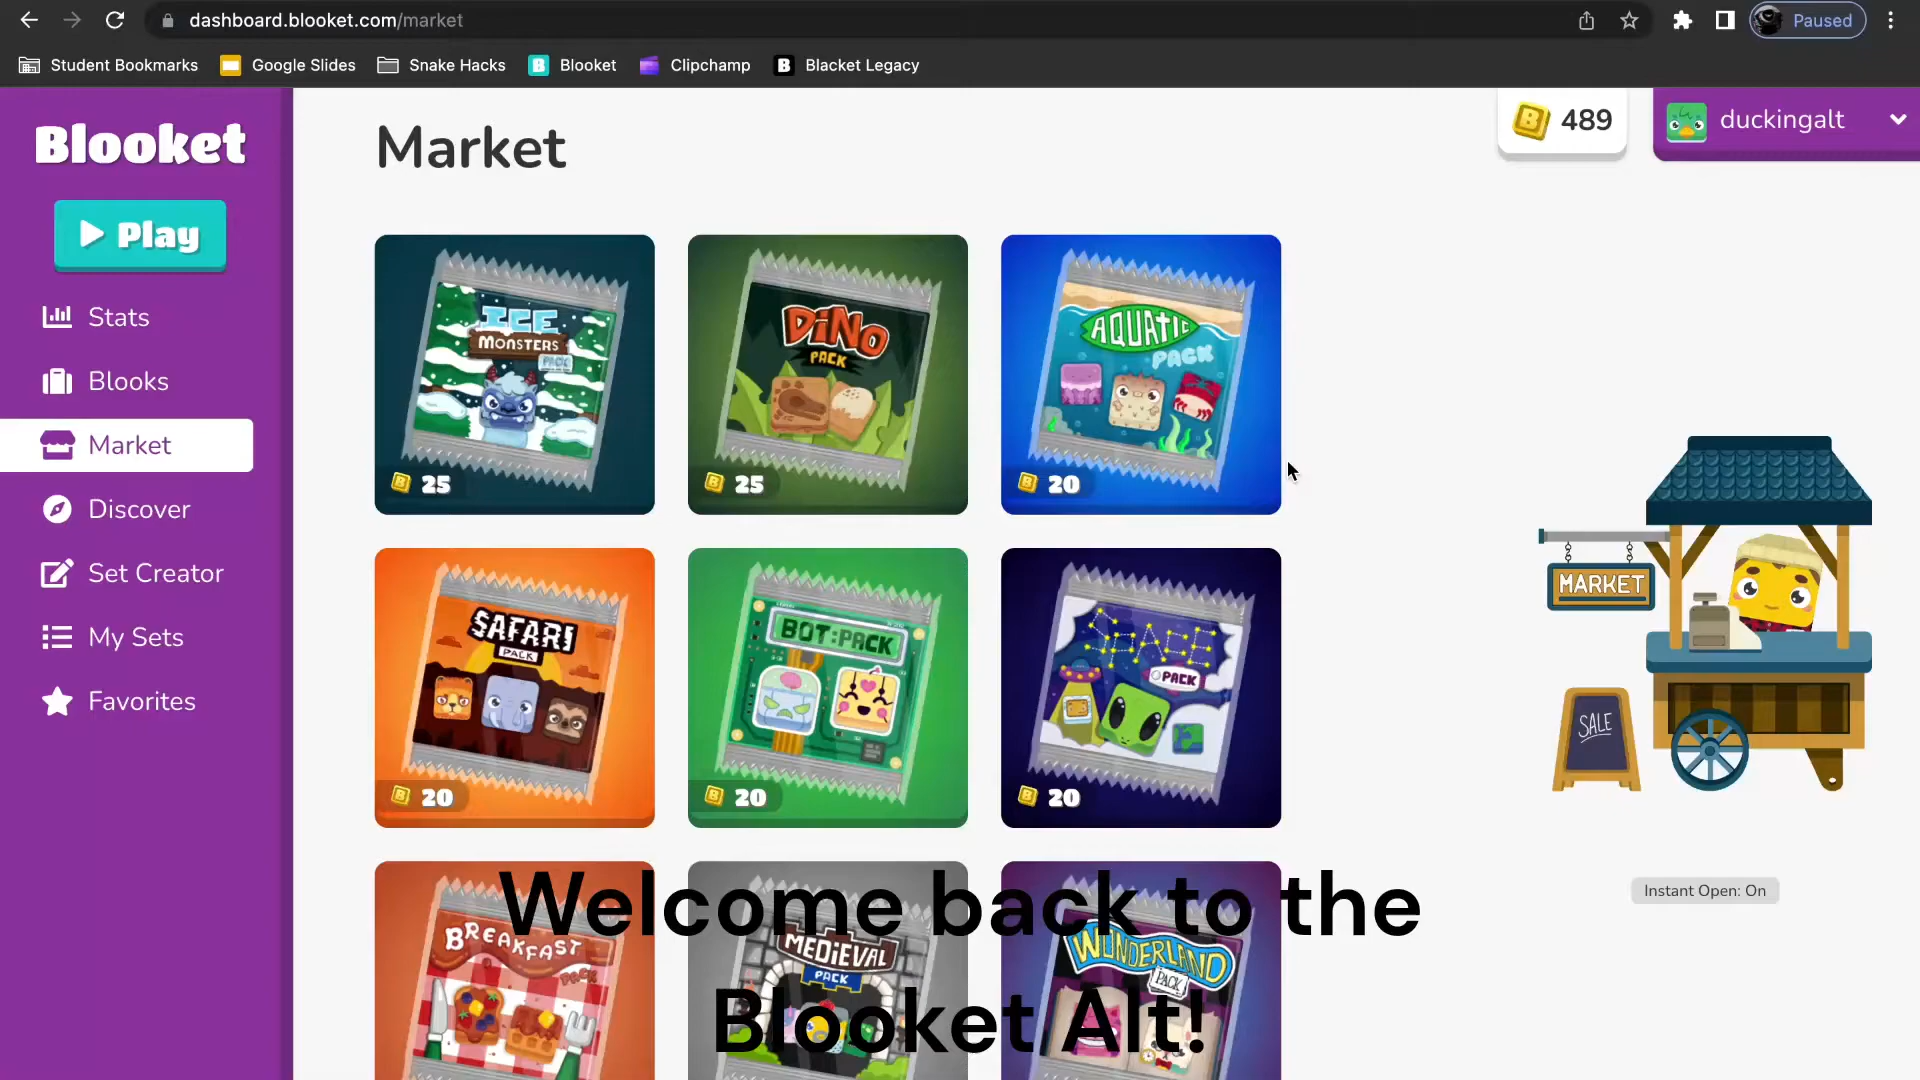 dashboard.blooket.com/market
Paused
Student Bookmarks
Google Slides
Snake Hacks
B Blooket
Clipchamp
B Blacket Legacy
Blooket
Play
Stats
Blooks
Market
Discover
Set Creator
My Sets
Favorites
Market
B 489
duckingalt
ICE
MONSTERS
PACK
25
DINO
PACK
25
AQUATIC
PACK
20
SAFARI
PACK
20
BOT:PACK
20
SPACE
PACK
20
BREAKFAST
PACK
MEDIEVAL
PACK
WONDERLAND
PACK
MARKET
SALE
Instant Open: On
Welcome back to the
Blooket Alt!